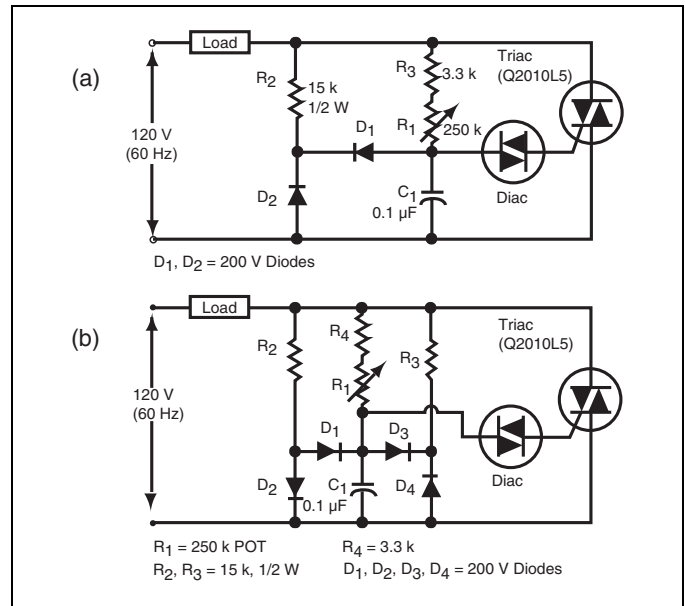 (a)
Load
R2
15 k
1/2 W
R3
3.3 k
R1
250 k
Triac
(Q2010L5)
120 V
(60 Hz)
D1
D2
C1
0.1 µF
Diac
D1, D2 = 200 V Diodes
(b)
Load
R2
R4
R1
R3
Triac
(Q2010L5)
120 V
(60 Hz)
D1
D3
D2
C1
0.1 µF
D4
Diac
R1 = 250 k POT
R4 = 3.3 k
R2, R3 = 15 k, 1/2 W
D1, D2, D3, D4 = 200 V Diodes